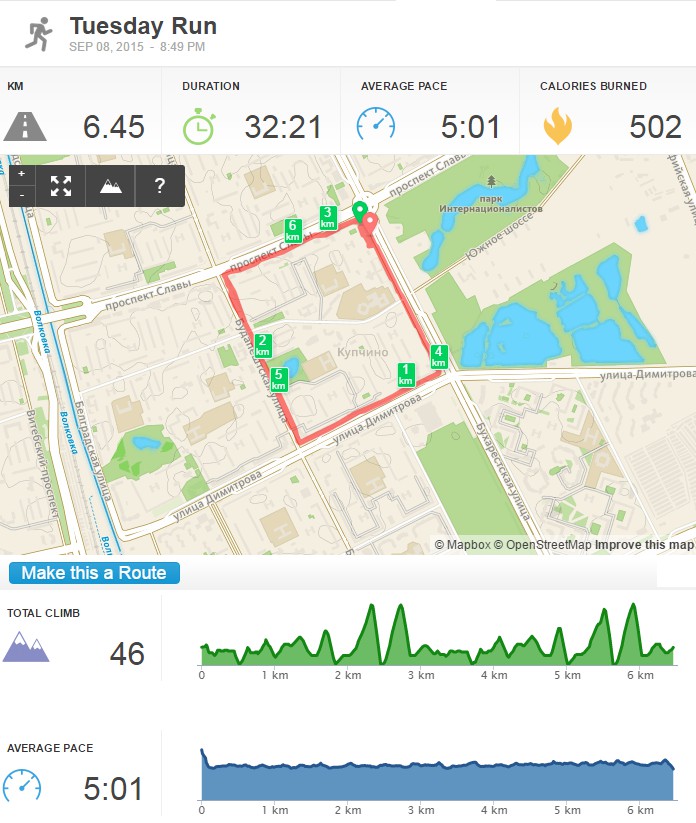 Tuesday Run
SEP 08, 2015 - 8:49 PM
KM
6.45
DURATION
32:21
AVERAGE PACE
5:01
CALORIES BURNED
502
+
-
?
проспект Славы
парк
Интернационалистов
Южное шоссе
6
km
3
km
проспект Славы
проспект Славы
Волковка
2
km
Купчино
4
km
1
km
5
km
Будапештская улица
улица Димитрова
улица Димитрова
Белградская улица
Волковка
Витебский проспект
Бухарестская улица
улица Димитрова
© Mapbox © OpenStreetMap Improve this map
Make this a Route
TOTAL CLIMB
46
0 1 km 2 km 3 km 4 km 5 km 6 km
AVERAGE PACE
5:01
0 1 km 2 km 3 km 4 km 5 km 6 km